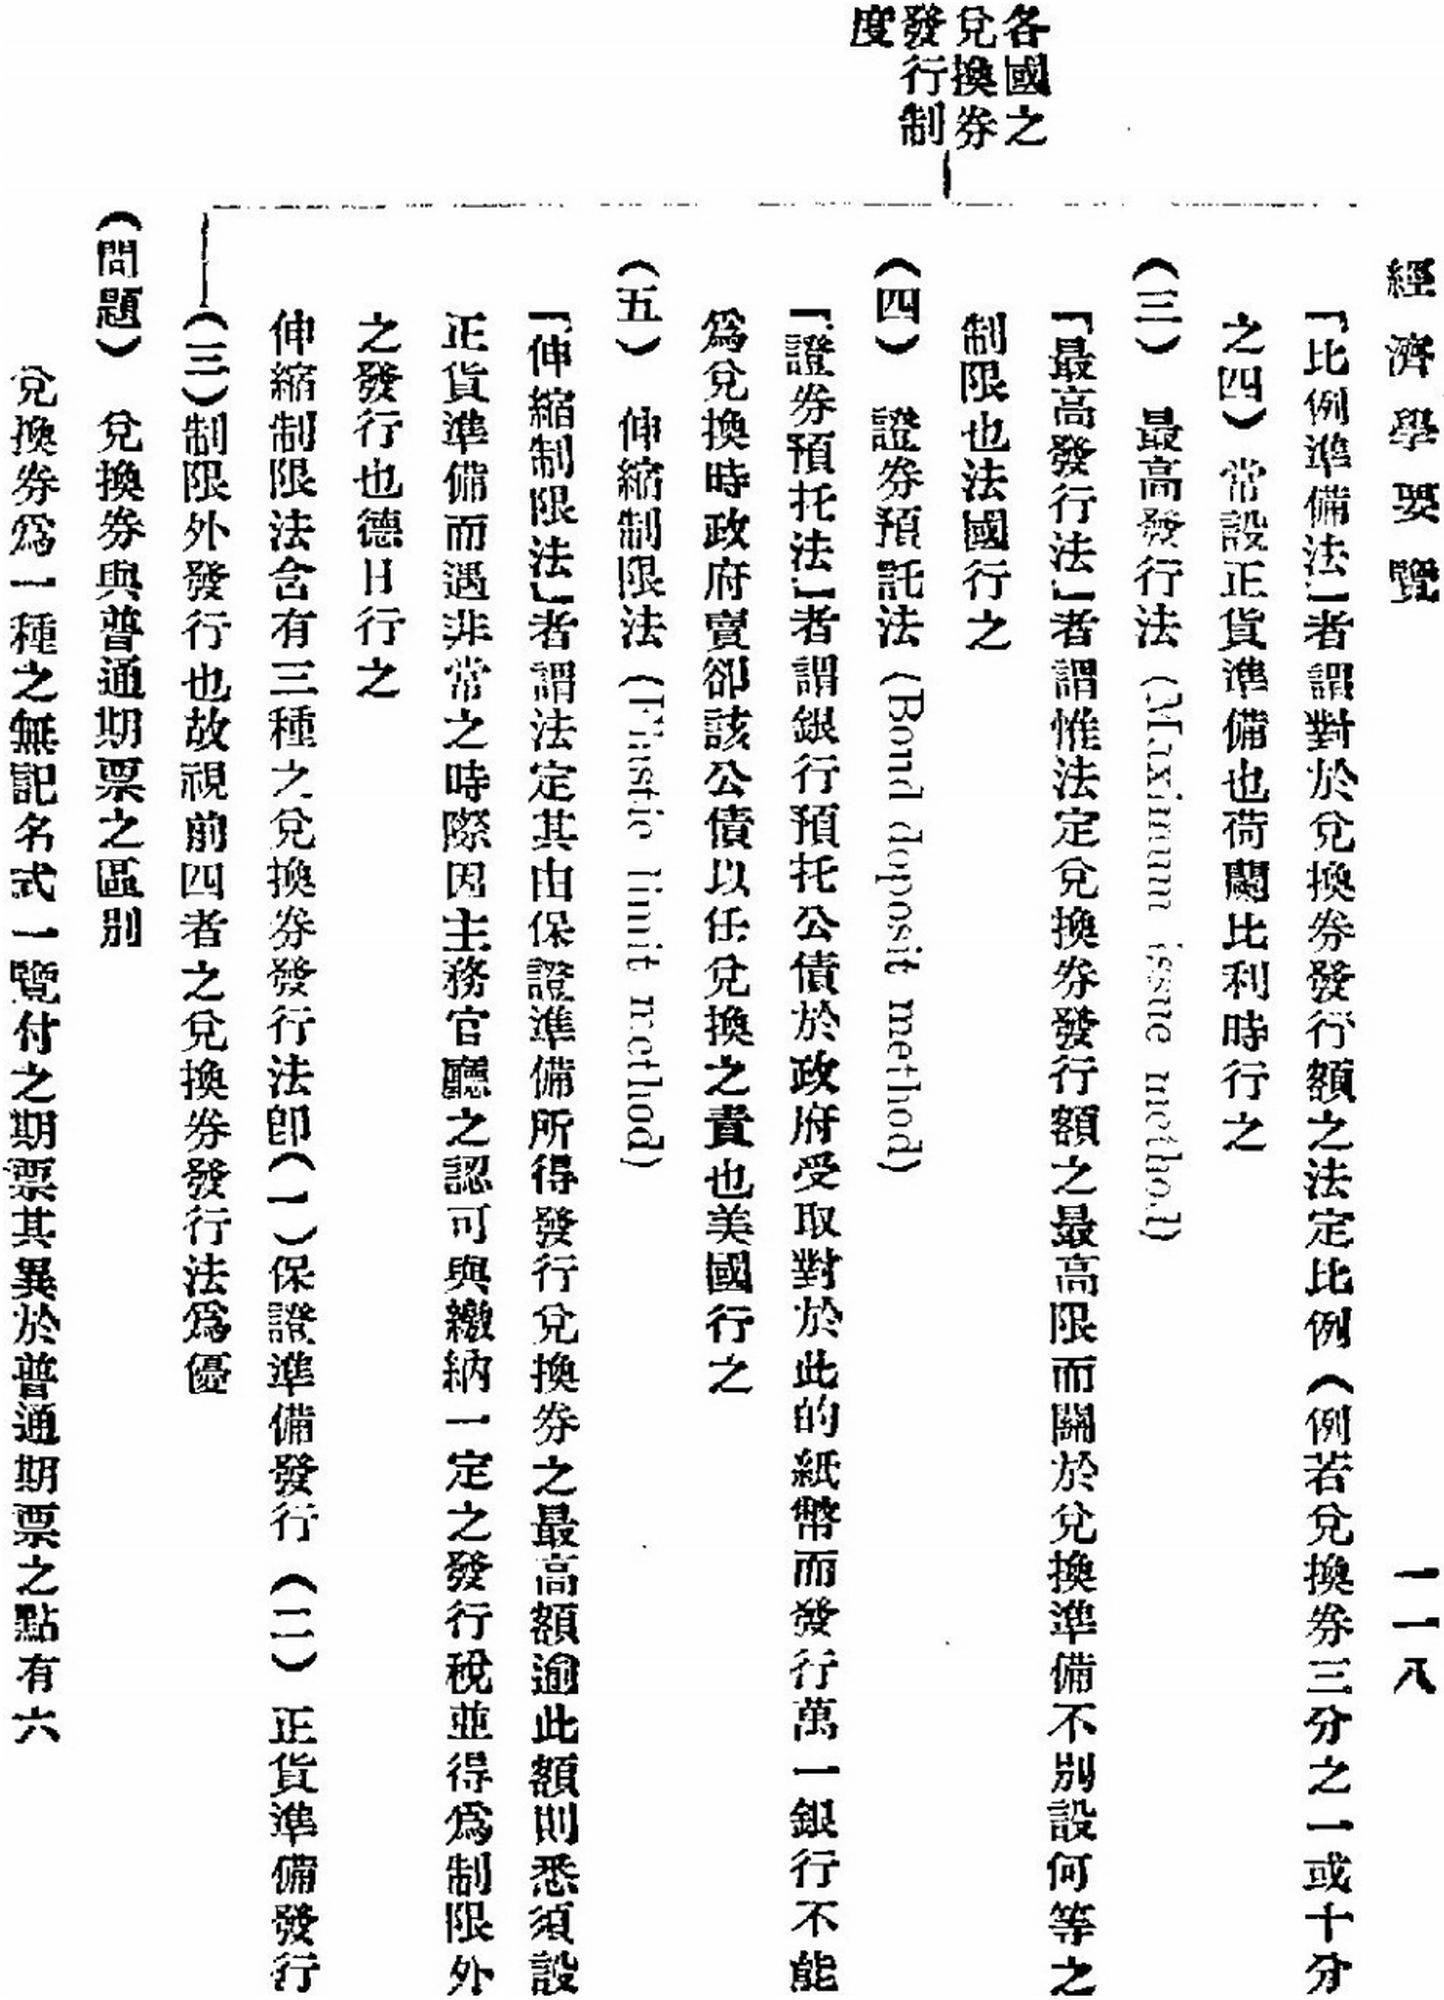 各國之
兌換券
發行制
度
經濟學要覽
一一八
「比例準備法」者謂對於兌換券發行額之法定比例(例若兌換券三分之一或十分
之四)常設正貨準備也荷蘭比利時行之
(三) 最高發行法(Maximum issue method)
「最高發行法」者謂惟法定兌換券發行額之最高限而關於兌換準備不別設何等之
制限也法國行之
(四) 證券預託法(Bond deposit method)
「證券預托法」者謂銀行預托公債於政府受取對於此的紙幣而發行萬一銀行不能
爲兌換時政府賣卻該公債以任兌換之責也美國行之
(五) 伸縮制限法(Elastic limit method)
「伸縮制限法」者謂法定其由保證準備所得發行兌換券之最高額逾此額則悉須設
正貨準備而遇非常之時際因主務官廳之認可與繳納一定之發行稅並得爲制限外
之發行也德日行之
伸縮制限法含有三種之兌換券發行法卽(一)保證準備發行(二)正貨準備發行
(三)制限外發行也故視前四者之兌換券發行法爲優
(問題) 兌換券與普通期票之區別
兌換券爲一種之無記名式一覽付之期票其異於普通期票之點有六